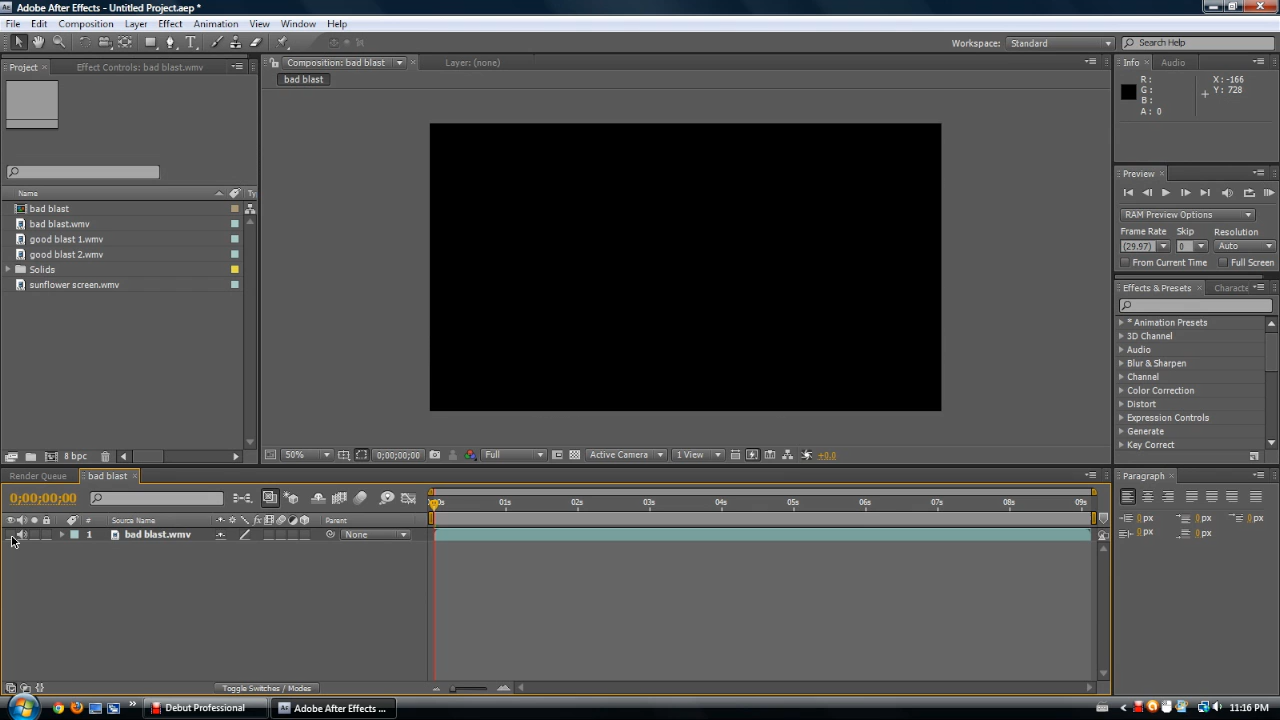 Adobe After Effects - Untitled Project.aep *
File Edit Composition Layer Effect Animation View Window Help
Workspace: Standard Search Help
Project Effect Controls: bad blast.wmv
Composition: bad blast Layer: (none)
bad blast
Info Audio
R: X: -166
G: Y: 728
B:
A: 0
Name Ty
bad blast
bad blast.wmv
good blast 1.wmv
good blast 2.wmv
Solids
sunflower screen.wmv
8 bpc
Preview
RAM Preview Options
Frame Rate Skip Resolution
(29.97) 0 Auto
From Current Time Full Screen
Effects & Presets Characte
* Animation Presets
3D Channel
Audio
Blur & Sharpen
Channel
Color Correction
Distort
Expression Controls
Generate
Key Correct
50% 0;00;00;00 Full Active Camera 1 View +0.0
Render Queue bad blast
0;00;00;00
01s 02s 03s 04s 05s 06s 07s 08s 09s
# Source Name fx Parent
1 bad blast.wmv None
Toggle Switches / Modes
Paragraph
0 px 0 px 0 px
0 px 0 px
Debut Professional Adobe After Effects ... 11:16 PM